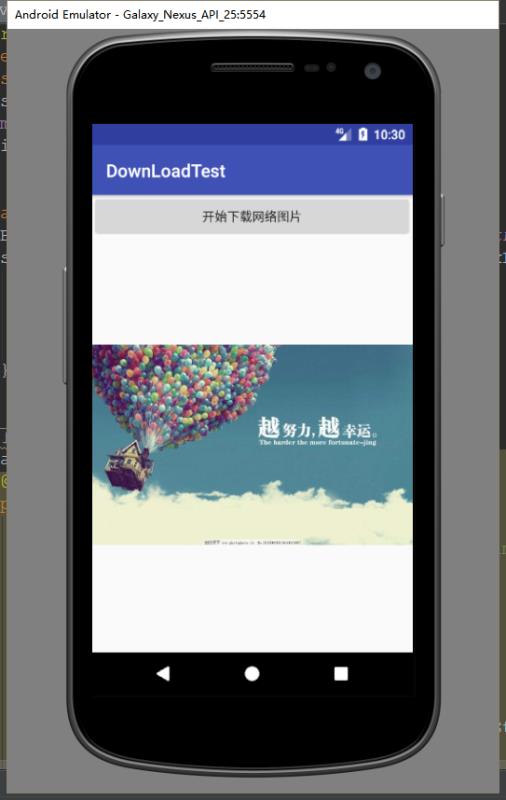 Android Emulator - Galaxy_Nexus_API_25:5554
4G 10:30
DownLoadTest
开始下载网络图片
越努力,越幸运。
The harder the more fortunate-jing